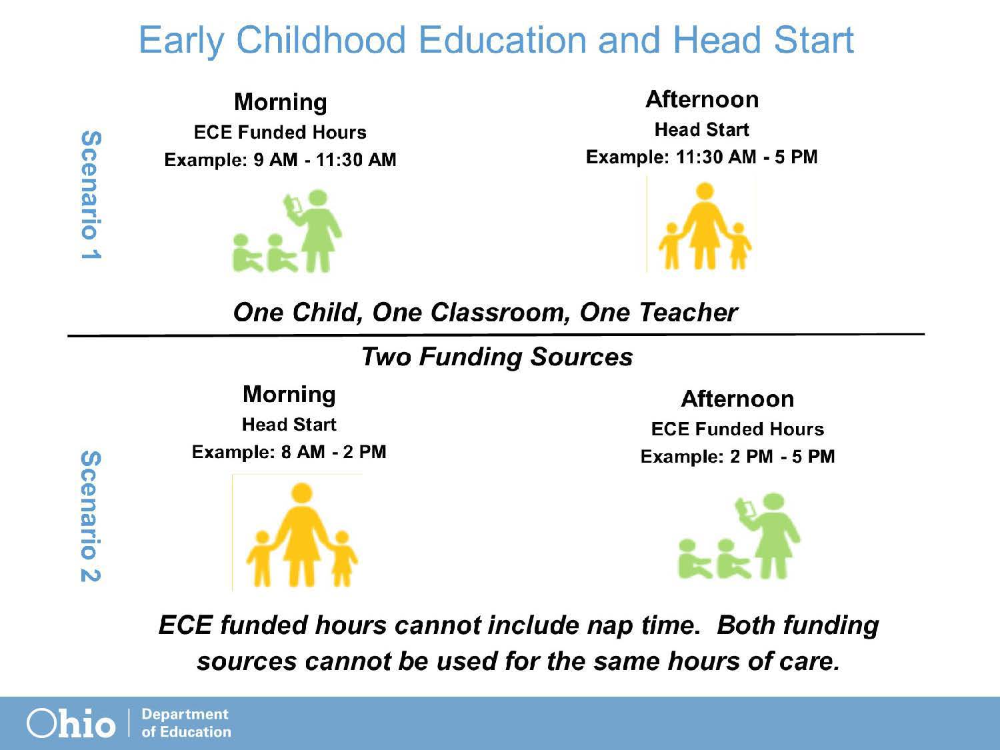 Early Childhood Education and Head Start
Scenario 1
Morning
ECE Funded Hours
Example: 9 AM - 11:30 AM
Afternoon
Head Start
Example: 11:30 AM - 5 PM
One Child, One Classroom, One Teacher
Two Funding Sources
Scenario 2
Morning
Head Start
Example: 8 AM - 2 PM
Afternoon
ECE Funded Hours
Example: 2 PM - 5 PM
ECE funded hours cannot include nap time. Both funding
sources cannot be used for the same hours of care.
Ohio
Department
of Education